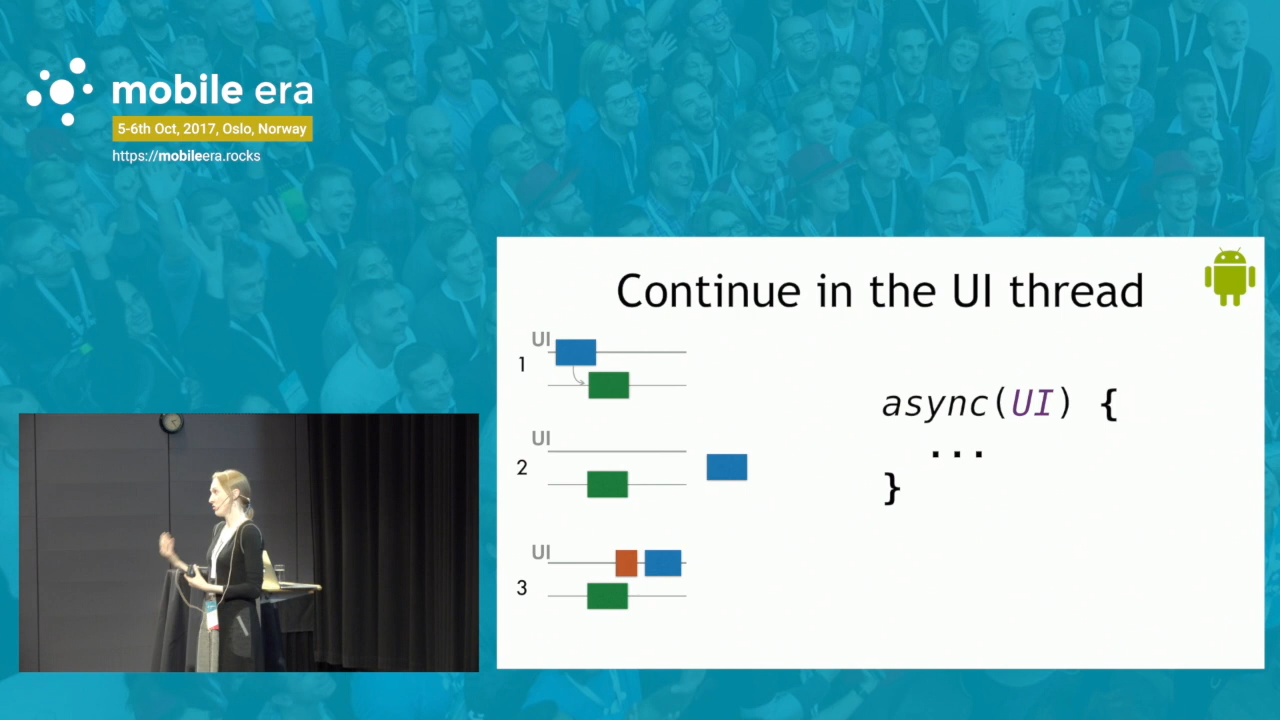 mobile era
5-6th Oct, 2017, Oslo, Norway
https://mobileera.rocks
Continue in the UI thread
UI
1
UI
2
UI
3
async(UI) {
...
}